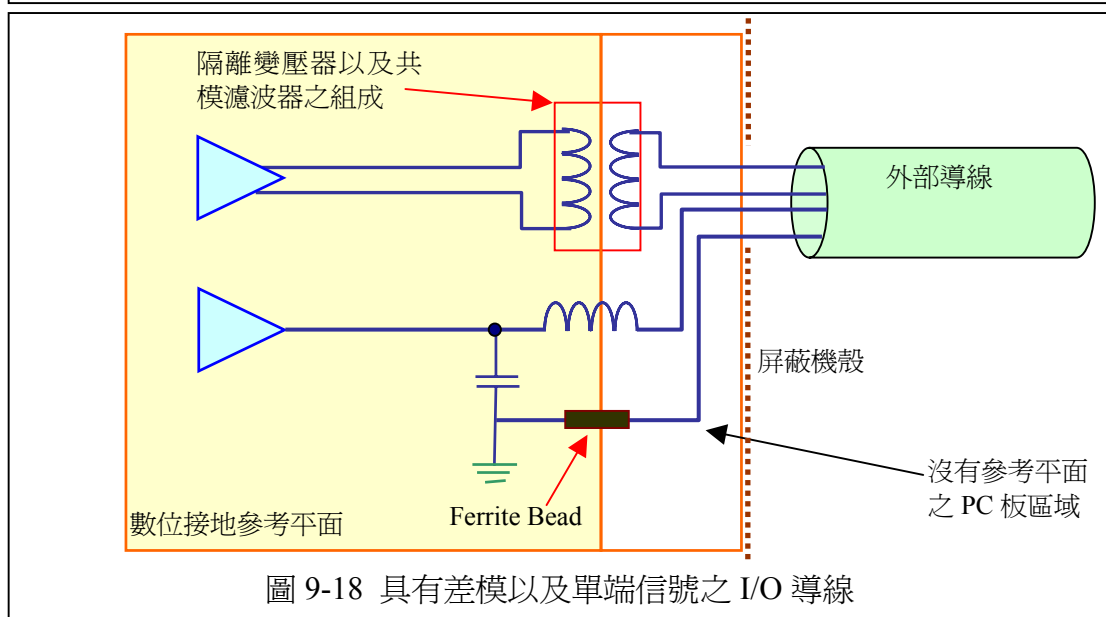 隔離變壓器以及共
模濾波器之組成
外部導線
屏蔽機殼
沒有參考平面
之 PC 板區域
Ferrite Bead
數位接地參考平面
圖 9-18 具有差模以及單端信號之 I/O 導線